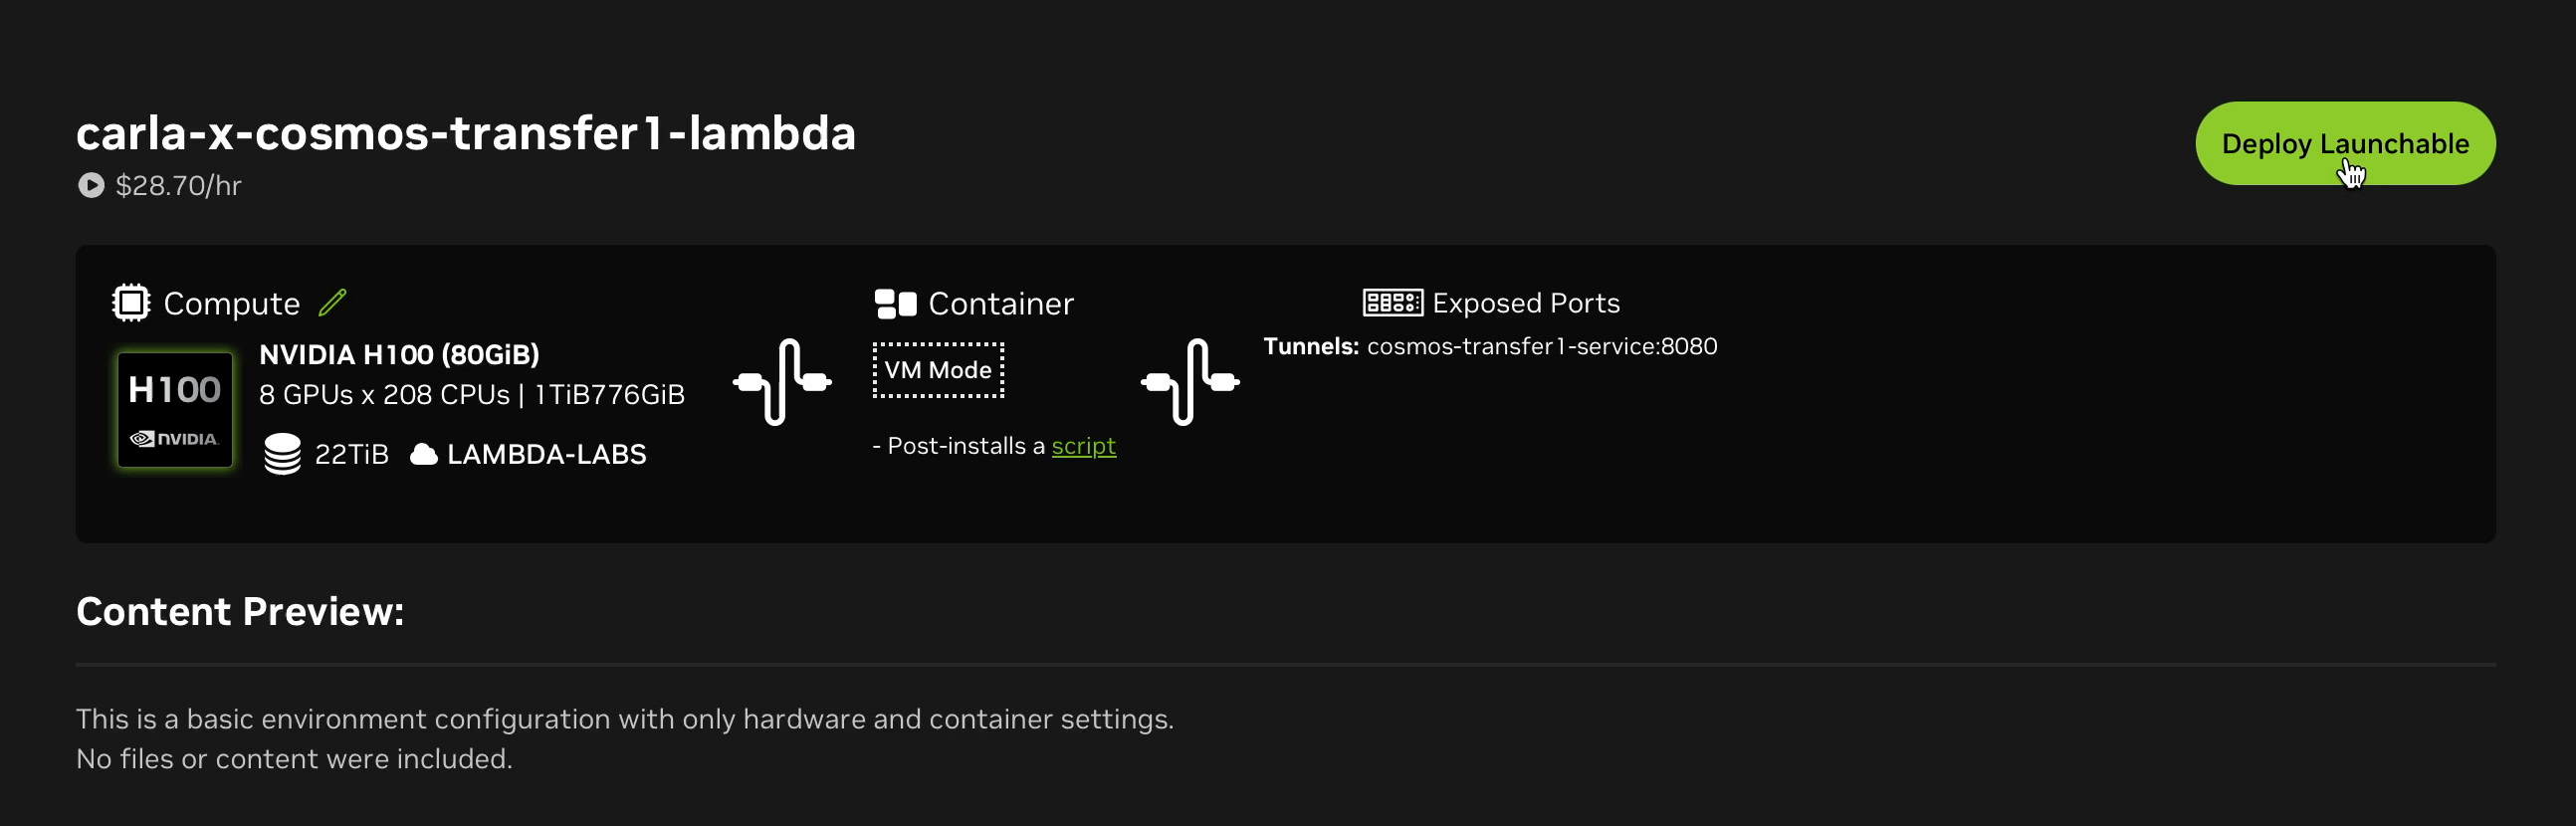 carla-x-cosmos-transfer1-lambda
Deploy Launchable
$28.70/hr
Compute
Container
Exposed Ports
H100
NVIDIA
NVIDIA H100 (80GiB)
8 GPUs x 208 CPUs | 1TiB776GiB
22TiB LAMBDA-LABS
VM Mode
- Post-installs a script
Tunnels: cosmos-transfer1-service:8080
Content Preview:
This is a basic environment configuration with only hardware and container settings.
No files or content were included.